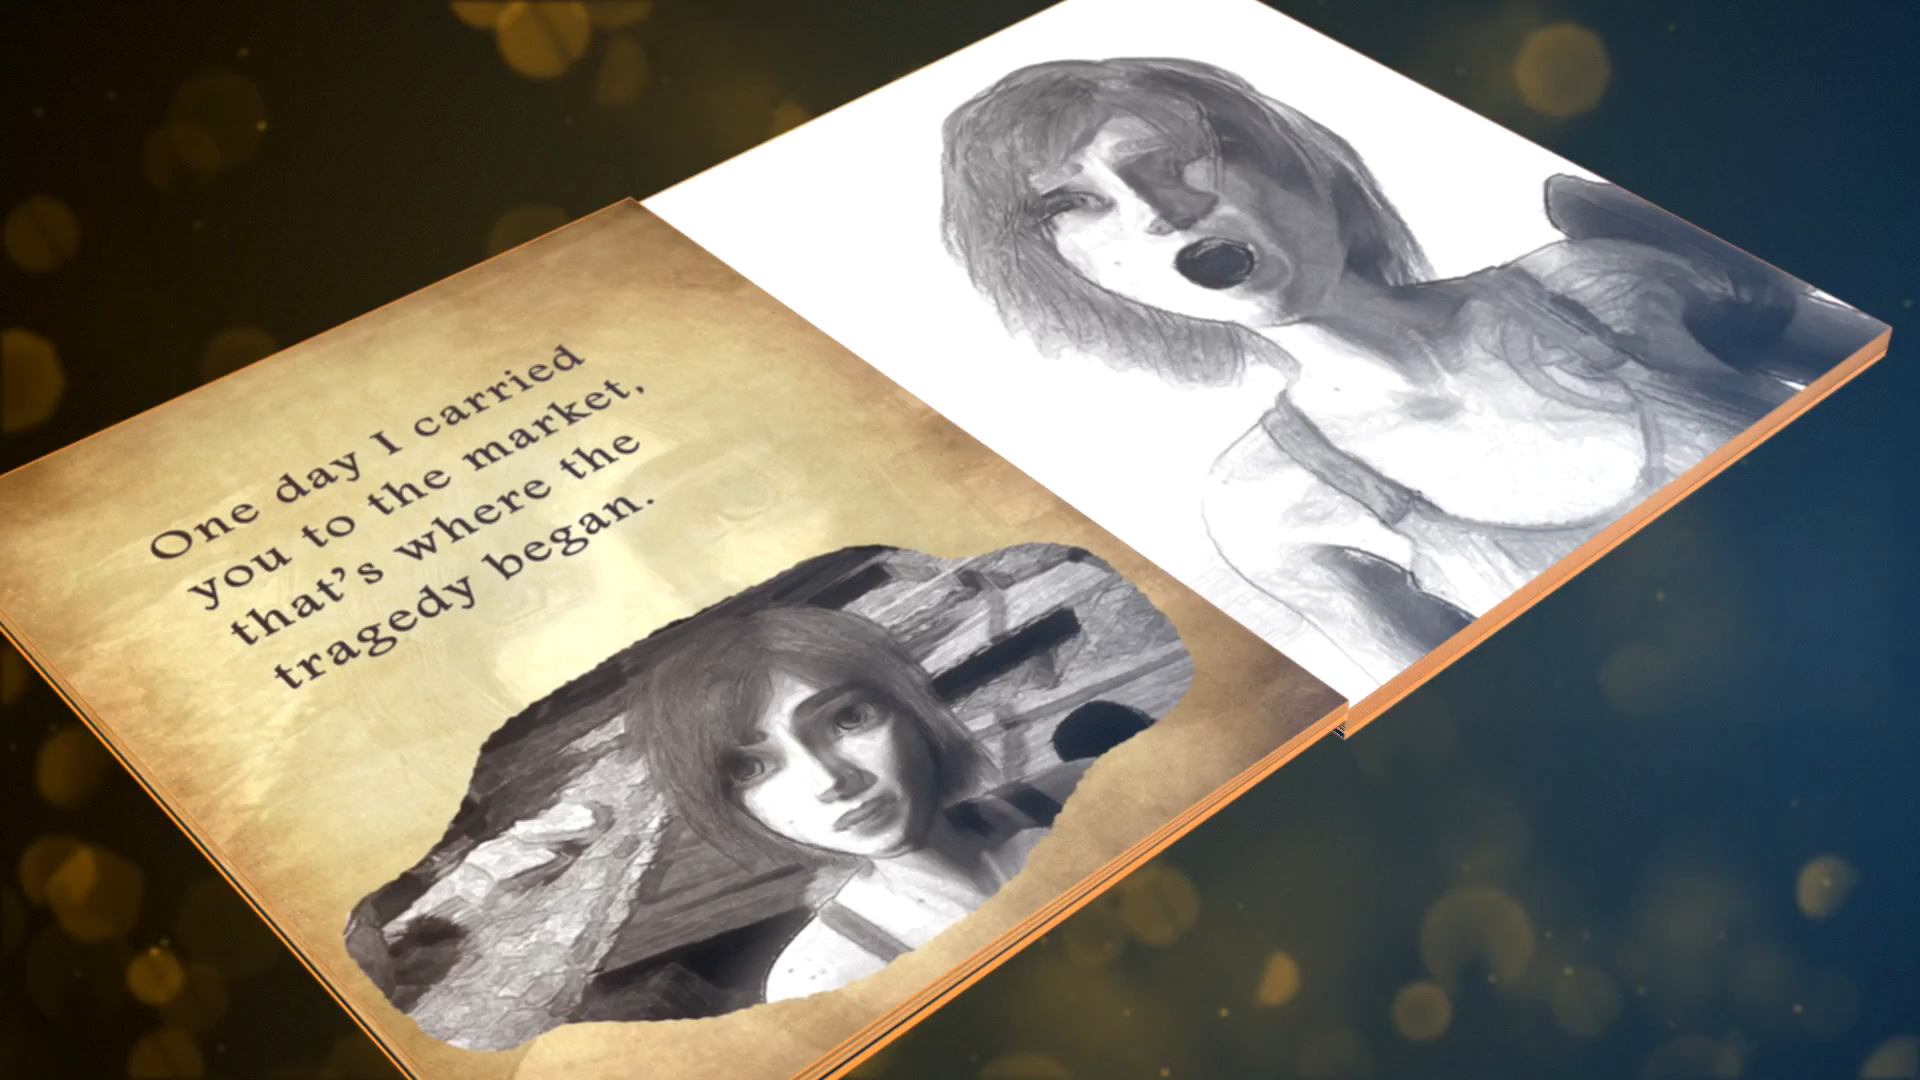 One day I carried
you to the market,
that's where the
tragedy began.